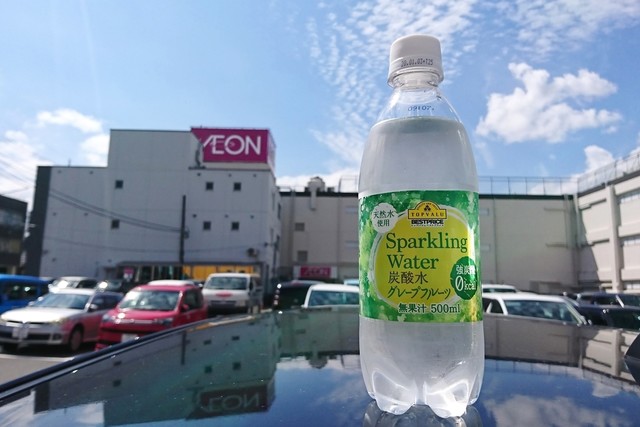 ÆON
天然水
使用
TOPVALU
BESTPRICE
Sparkling
Water
炭酸水
グレープフルーツ
強炭酸
0kcal
無果汁 500ml